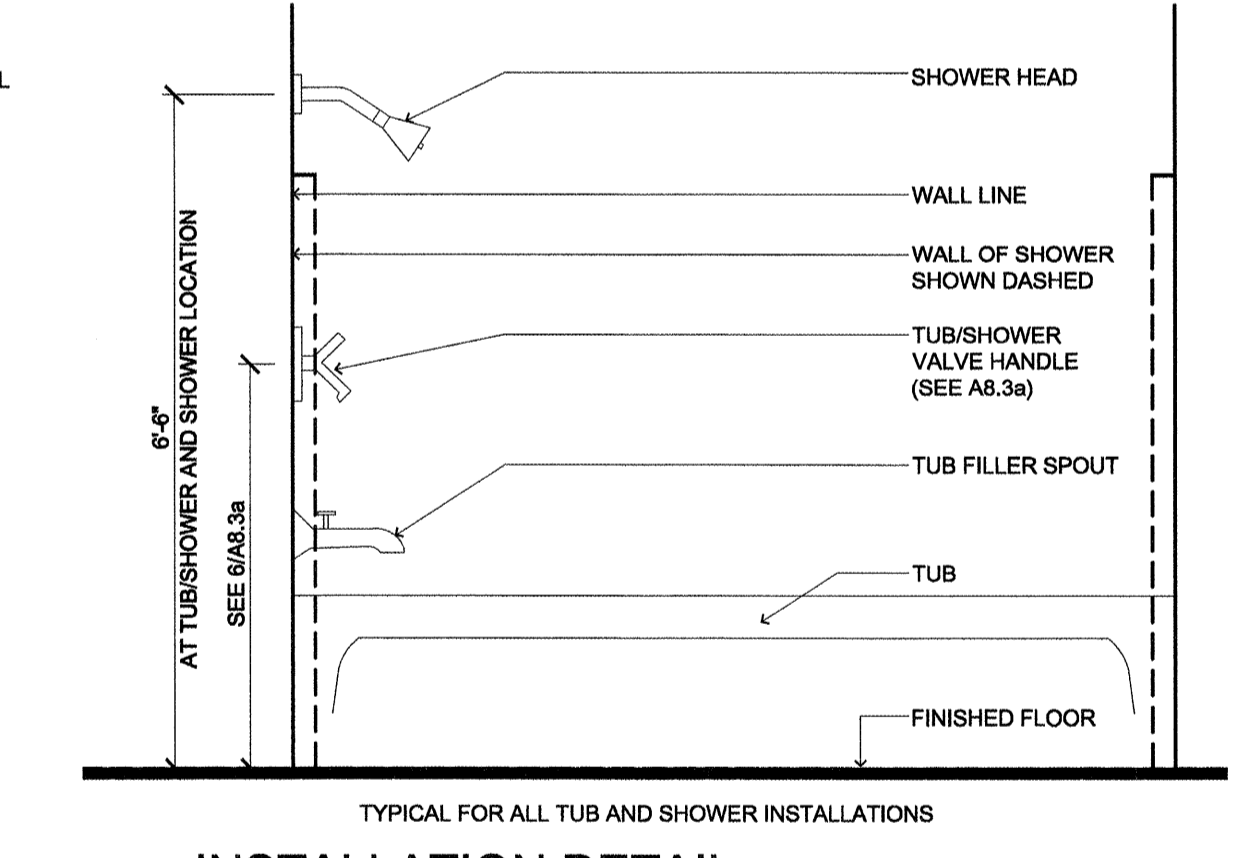 L
SHOWER HEAD
WALL LINE
WALL OF SHOWER
SHOWN DASHED
TUB/SHOWER
VALVE HANDLE
(SEE A8.3a)
TUB FILLER SPOUT
TUB
FINISHED FLOOR
6'-6"
AT TUB/SHOWER AND SHOWER LOCATION
SEE 6/A8.3a
TYPICAL FOR ALL TUB AND SHOWER INSTALLATIONS
INSTALLATION DETAIL